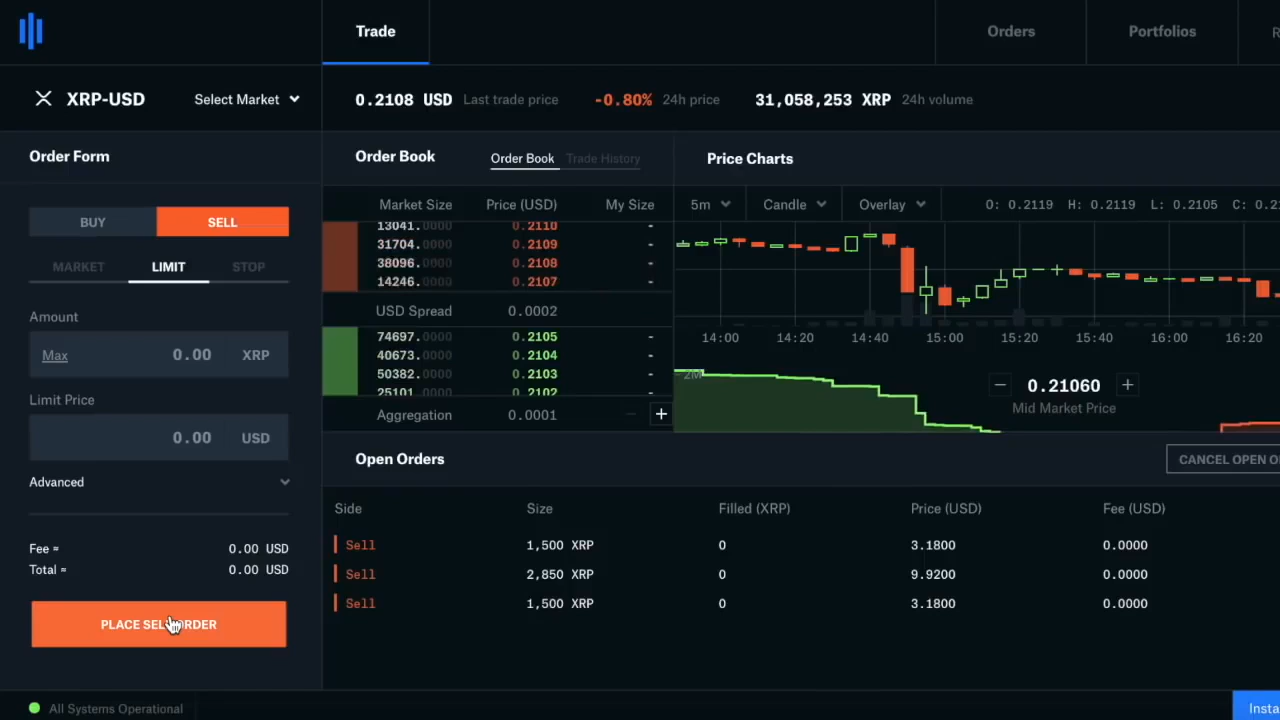 Trade
Orders
Portfolios
XRP-USD
Select Market
0.2108 USD Last trade price
-0.80% 24h price
31,058,253 XRP 24h volume
Order Form
BUY SELL
MARKET LIMIT STOP
Amount
Max 0.00 XRP
Limit Price
0.00 USD
Advanced
Fee ≈ 0.00 USD
Total ≈ 0.00 USD
PLACE SELL ORDER
Order Book
Order Book Trade History
Market Size Price (USD) My Size
13041.0000 0.2110 -
31704.0000 0.2109 -
38096.0000 0.2108 -
14246.0000 0.2107 -
USD Spread 0.0002
74697.0000 0.2105 -
40673.0000 0.2104 -
50382.0000 0.2103 -
25101.0000 0.2102 -
Aggregation 0.0001 - +
Price Charts
5m Candle Overlay O: 0.2119 H: 0.2119 L: 0.2105 C: 0.2
14:00 14:20 14:40 15:00 15:20 15:40 16:00 16:20
2M
- 0.21060 +
Mid Market Price
Open Orders
CANCEL OPEN O
Side Size Filled (XRP) Price (USD) Fee (USD)
Sell 1,500 XRP 0 3.1800 0.0000
Sell 2,850 XRP 0 9.9200 0.0000
Sell 1,500 XRP 0 3.1800 0.0000
All Systems Operational
Insta